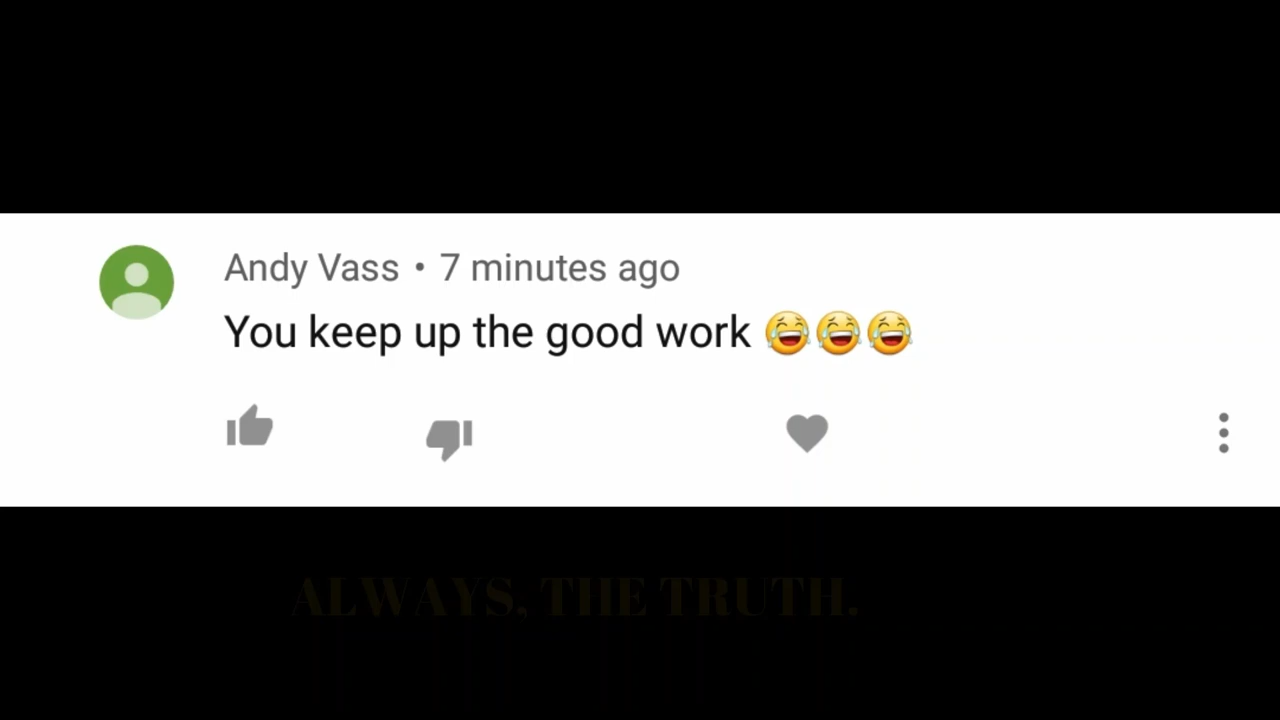 Andy Vass • 7 minutes ago
You keep up the good work 😂😂😂
ALWAYS, THE TRUTH.